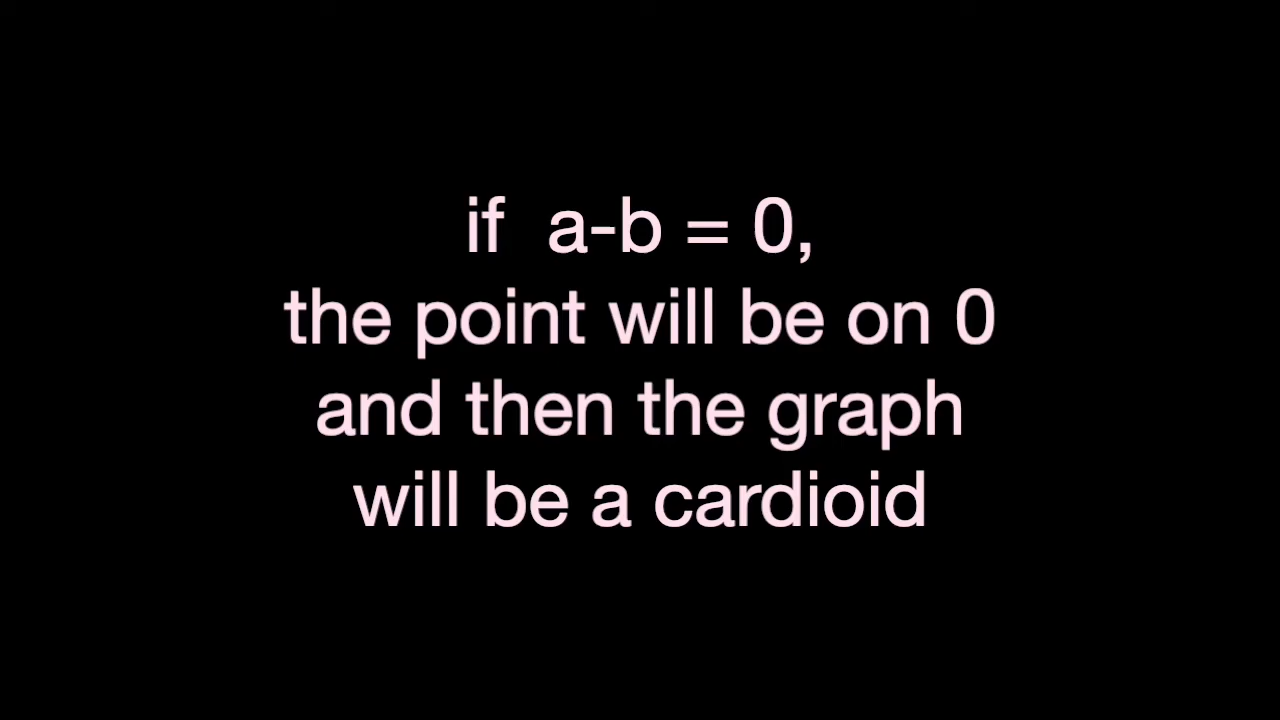 if  a-b = 0,
the point will be on 0
and then the graph
will be a cardioid